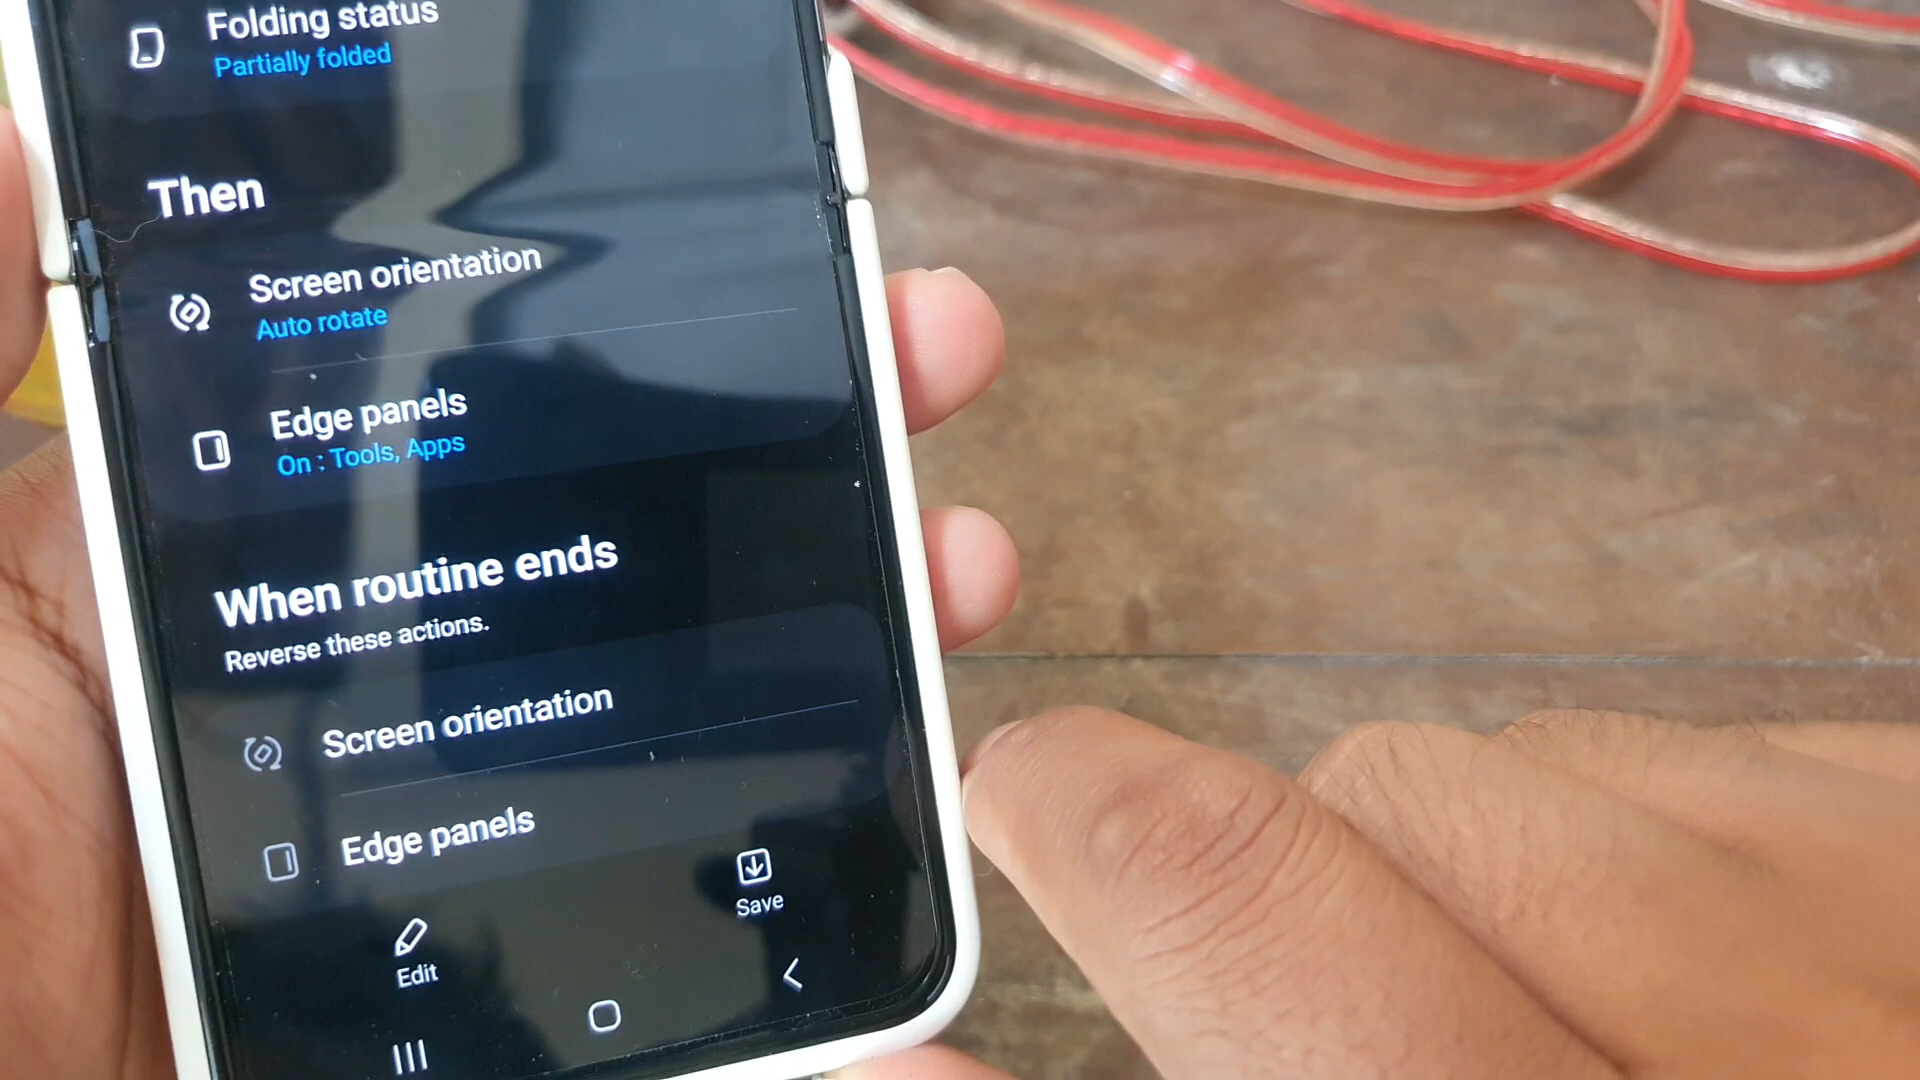 Folding status
Partially folded
Then
Screen orientation
Auto rotate
Edge panels
On : Tools, Apps
When routine ends
Reverse these actions.
Screen orientation
Edge panels
Edit
Save